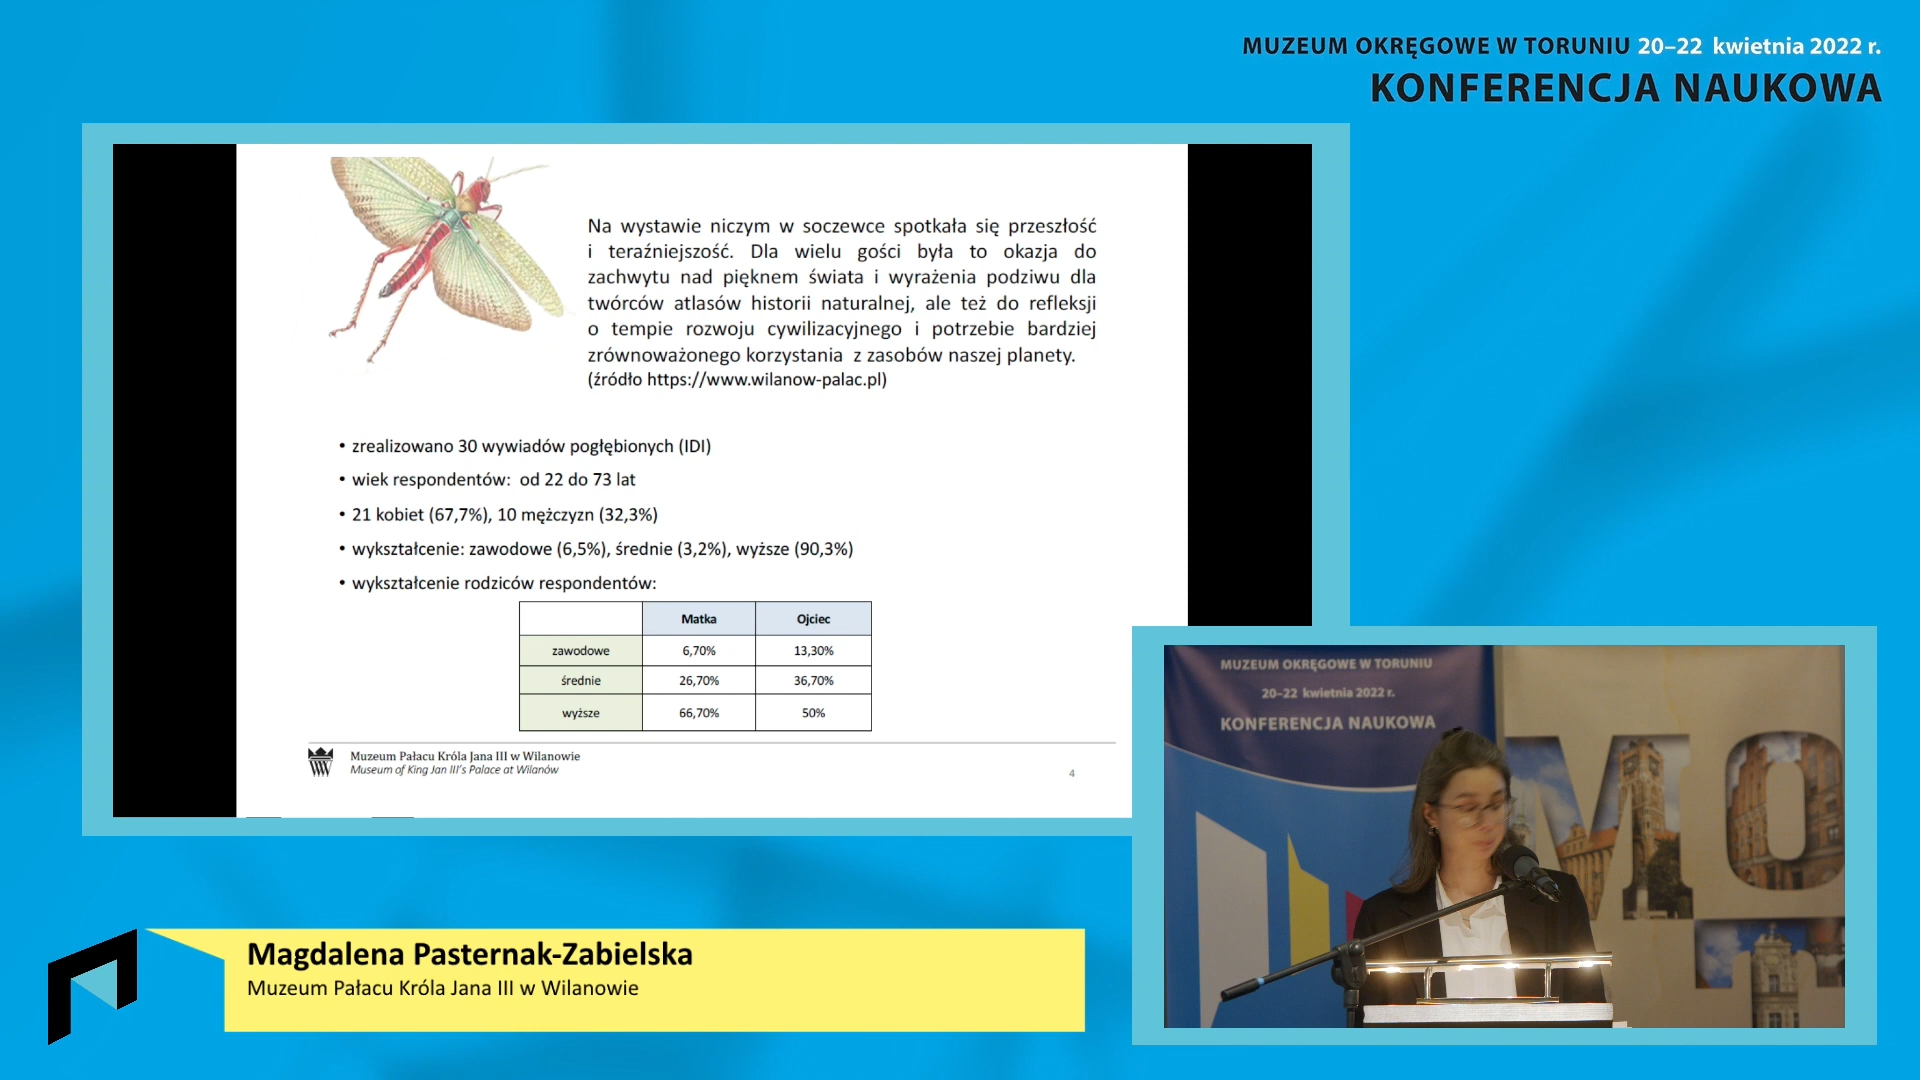 MUZEUM OKRĘGOWE W TORUNIU 20–22 kwietnia 2022 r.
KONFERENCJA NAUKOWA
Na wystawie niczym w soczewce spotkała się przeszłość
i teraźniejszość. Dla wielu gości była to okazja do
zachwytu nad pięknem świata i wyrażenia podziwu dla
twórców atlasów historii naturalnej, ale też do refleksji
o tempie rozwoju cywilizacyjnego i potrzebie bardziej
zrównoważonego korzystania z zasobów naszej planety.
(źródło https://www.wilanow-palac.pl)
• zrealizowano 30 wywiadów pogłębionych (IDI)
• wiek respondentów: od 22 do 73 lat
• 21 kobiet (67,7%), 10 mężczyzn (32,3%)
• wykształcenie: zawodowe (6,5%), średnie (3,2%), wyższe (90,3%)
• wykształcenie rodziców respondentów:
Matka Ojciec
zawodowe 6,70% 13,30%
średnie 26,70% 36,70%
wyższe 66,70% 50%
Muzeum Pałacu Króla Jana III w Wilanowie
Museum of King Jan III's Palace at Wilanów
4
MUZEUM OKRĘGOWE W TORUNIU
20–22 kwietnia 2022 r.
KONFERENCJA NAUKOWA
MO
T
Magdalena Pasternak-Zabielska
Muzeum Pałacu Króla Jana III w Wilanowie